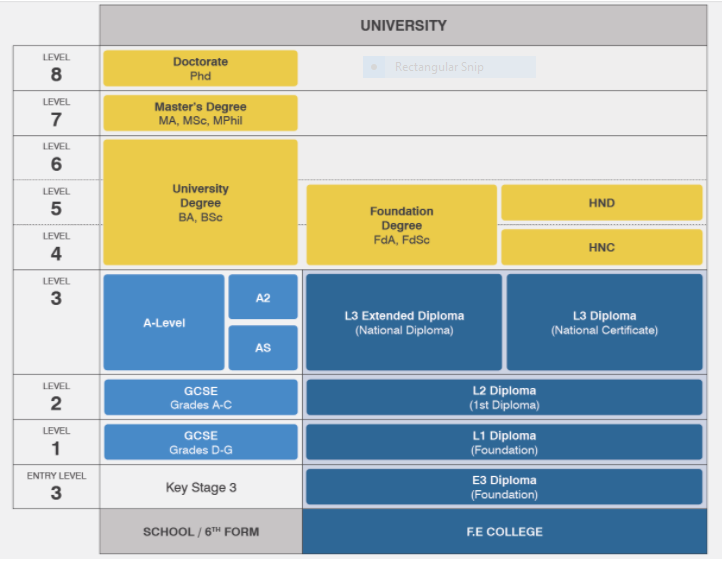 UNIVERSITY
LEVEL
8
Doctorate
Phd
Rectangular Snip
LEVEL
7
Master's Degree
MA, MSc, MPhil
LEVEL
6
LEVEL
5
University
Degree
BA, BSc
Foundation
Degree
FdA, FdSc
HND
LEVEL
4
HNC
LEVEL
3
A-Level
A2
AS
L3 Extended Diploma
(National Diploma)
L3 Diploma
(National Certificate)
LEVEL
2
GCSE
Grades A-C
L2 Diploma
(1st Diploma)
LEVEL
1
GCSE
Grades D-G
L1 Diploma
(Foundation)
ENTRY LEVEL
3
Key Stage 3
E3 Diploma
(Foundation)
SCHOOL / 6TH FORM
F.E COLLEGE